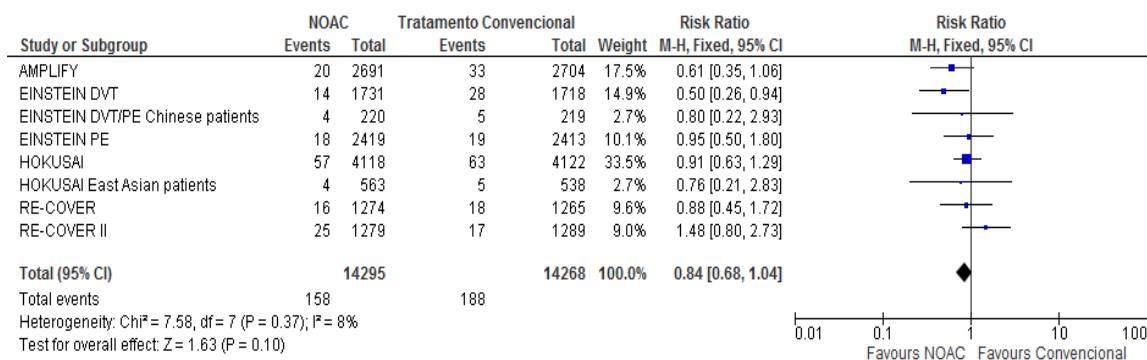 NOAC Tratamento Convencional Risk Ratio Risk Ratio
Study or Subgroup Events Total Events Total Weight M-H, Fixed, 95% CI M-H, Fixed, 95% CI
AMPLIFY 20 2691 33 2704 17.5% 0.61 [0.35, 1.06]
EINSTEIN DVT 14 1731 28 1718 14.9% 0.50 [0.26, 0.94]
EINSTEIN DVT/PE Chinese patients 4 220 5 219 2.7% 0.80 [0.22, 2.93]
EINSTEIN PE 18 2419 19 2413 10.1% 0.95 [0.50, 1.80]
HOKUSAI 57 4118 63 4122 33.5% 0.91 [0.63, 1.29]
HOKUSAI East Asian patients 4 563 5 538 2.7% 0.76 [0.21, 2.83]
RE-COVER 16 1274 18 1265 9.6% 0.88 [0.45, 1.72]
RE-COVER II 25 1279 17 1289 9.0% 1.48 [0.80, 2.73]
Total (95% CI) 14295 14268 100.0% 0.84 [0.68, 1.04]
Total events 158 188
Heterogeneity: Chi² = 7.58, df = 7 (P = 0.37); I² = 8%
Test for overall effect: Z = 1.63 (P = 0.10)
0.01 0.1 1 10 100
Favours NOAC Favours Convencional